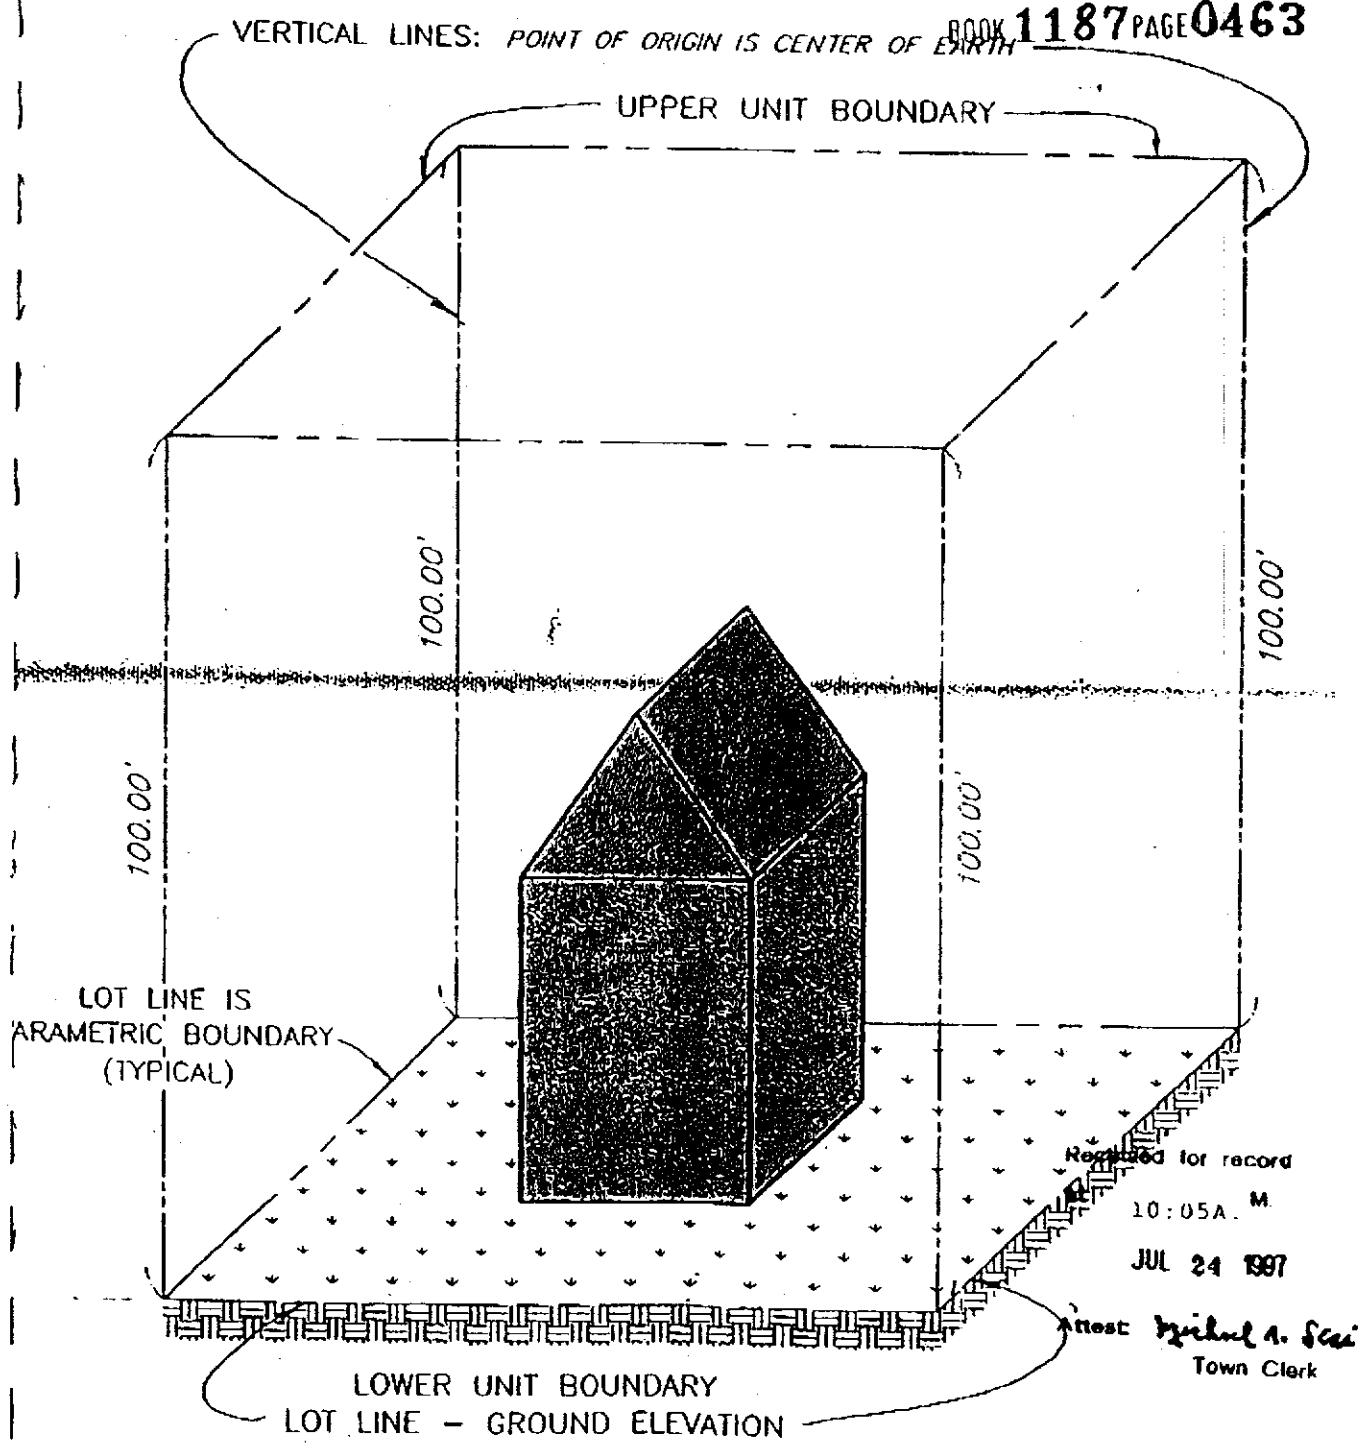 BOOK 1187 PAGE 0463
VERTICAL LINES: POINT OF ORIGIN IS CENTER OF EARTH
UPPER UNIT BOUNDARY
100.00'
100.00'
100.00'
100.00'
LOT LINE IS
ARAMETRIC BOUNDARY
(TYPICAL)
Received for record
at 10:05A. M.
JUL 24 1997
Attest Michael A.
Town Clerk
LOWER UNIT BOUNDARY
LOT LINE – GROUND ELEVATION